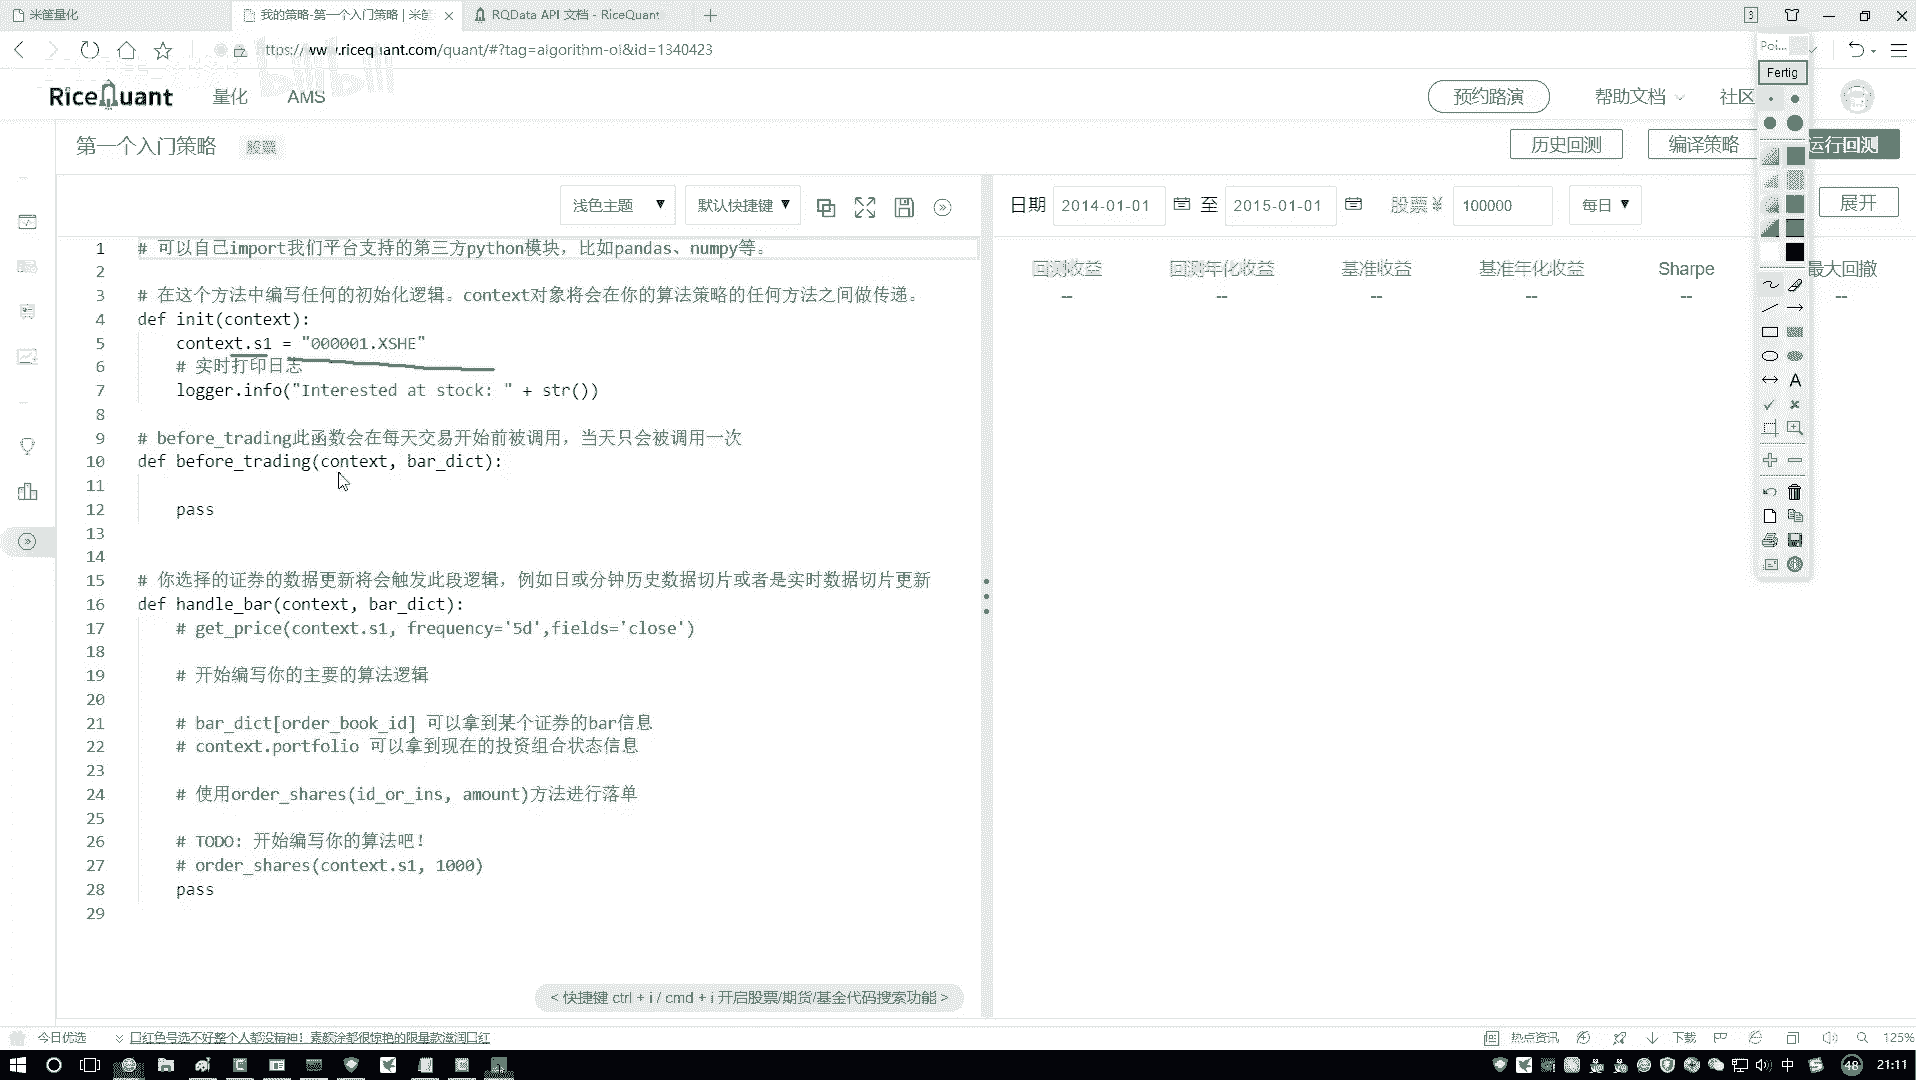 米筐量化
我的策略-第一个入门策略 | 米筐
RQData API 文档 - RiceQuant
3
ttps://www.ricequant.com/quant/#?tag=algorithm-ol&id=1340423
Poi...
Fertig
RiceQuant
量化
AMS
预约路演
帮助文档
社区
第一个入门策略
股票
历史回测
编译策略
运行回测
浅色主题
默认快捷键
日期
2014-01-01
至
2015-01-01
股票 ¥
100000
每日
展开
回测收益
回测年化收益
基准收益
基准年化收益
Sharpe
最大回撤
--
--
--
--
--
--
1 # 可以自己import我们平台支持的第三方python模块，比如pandas、numpy等。
2
3 # 在这个方法中编写任何的初始化逻辑。context对象将会在你的算法策略的任何方法之间做传递。
4 def init(context):
5 context.s1 = "000001.XSHE"
6 # 实时打印日志
7 logger.info("Interested at stock: " + str())
8
9 # before_trading此函数会在每天交易开始前被调用，当天只会被调用一次
10 def before_trading(context, bar_dict):
11
12 pass
13
14
15 # 你选择的证券的数据更新将会触发此段逻辑，例如日或分钟历史数据切片或者是实时数据切片更新
16 def handle_bar(context, bar_dict):
17 # get_price(context.s1, frequency='5d',fields='close')
18
19 # 开始编写你的主要的算法逻辑
20
21 # bar_dict[order_book_id] 可以拿到某个证券的bar信息
22 # context.portfolio 可以拿到现在的投资组合状态信息
23
24 # 使用order_shares(id_or_ins, amount)方法进行落单
25
26 # TODO: 开始编写你的算法吧！
27 # order_shares(context.s1, 1000)
28 pass
29
< 快捷键 ctrl + i / cmd + i 开启股票/期货/基金代码搜索功能 >
今日优选
口红色号选不好整个人都没精神！素颜涂都很惊艳的限量款滋润口红
热点资讯
下载
125%
中
48
21:11